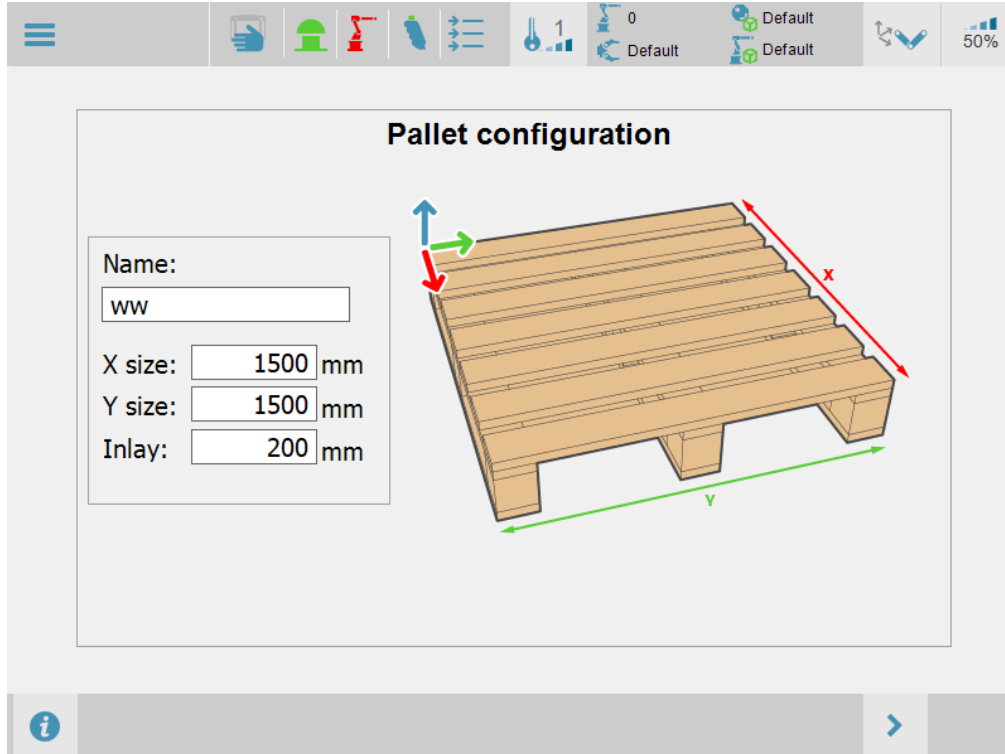 1
0
Default
Default
Default
50%
Pallet configuration
Name:
ww
X size: 1500 mm
Y size: 1500 mm
Inlay: 200 mm
X
Y
i